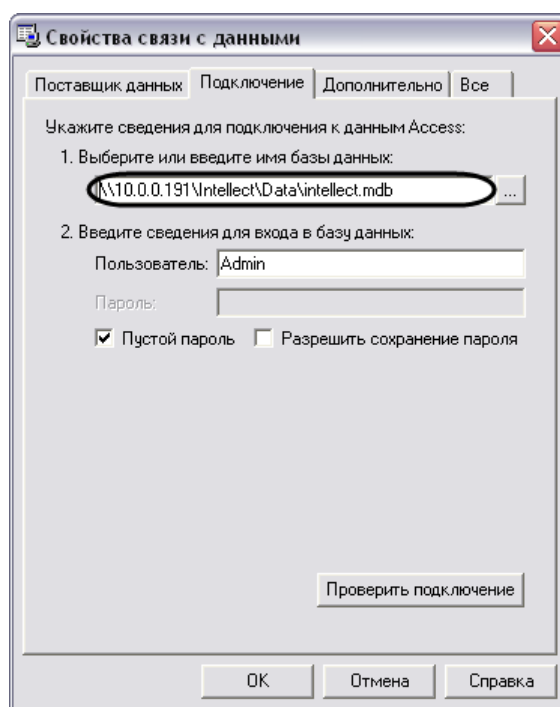 Свойства связи с данными
Поставщик данных Подключение Дополнительно Все
Укажите сведения для подключения к данным Access:
1. Выберите или введите имя базы данных:
\\10.0.0.191\Intellect\Data\intellect.mdb ...
2. Введите сведения для входа в базу данных:
Пользователь: Admin
Пароль:
Пустой пароль Разрешить сохранение пароля
Проверить подключение
OK Отмена Справка